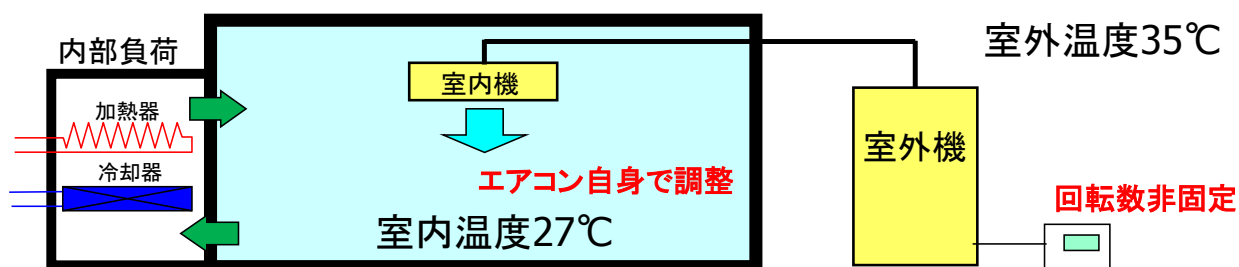 内部負荷
加熱器
冷却器
室内機
エアコン自身で調整
室内温度27℃
室外温度35℃
室外機
回転数非固定